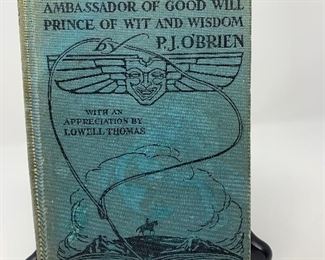 AMBASSADOR OF GOOD WILL
PRINCE OF WIT AND WISDOM
by P.J.O'BRIEN
WITH AN
APPRECIATION BY
LOWELL THOMAS